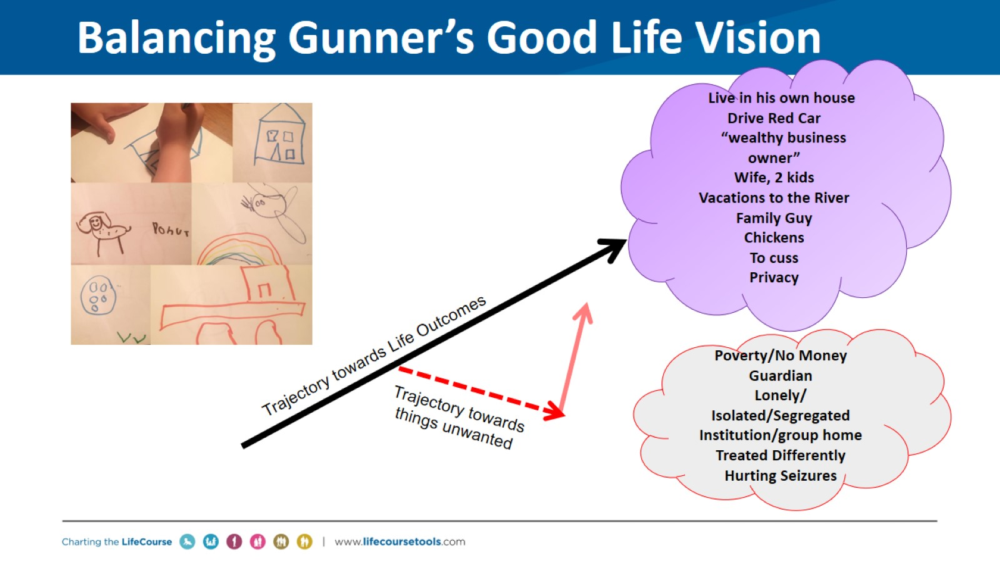 Balancing Gunner’s Good Life Vision
Live in his own house
Drive Red Car
“wealthy business
owner”
Wife, 2 kids
Vacations to the River
Family Guy
Chickens
To cuss
Privacy
Trajectory towards Life Outcomes
Trajectory towards
things unwanted
Poverty/No Money
Guardian
Lonely/
Isolated/Segregated
Institution/group home
Treated Differently
Hurting Seizures
Charting the LifeCourse | www.lifecoursetools.com